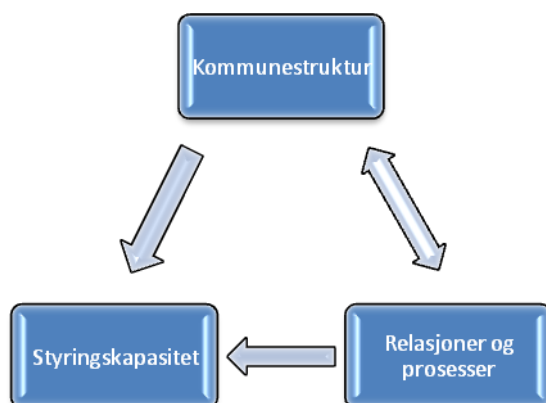 Kommunestruktur
Styringskapasitet
Relasjoner og
prosesser